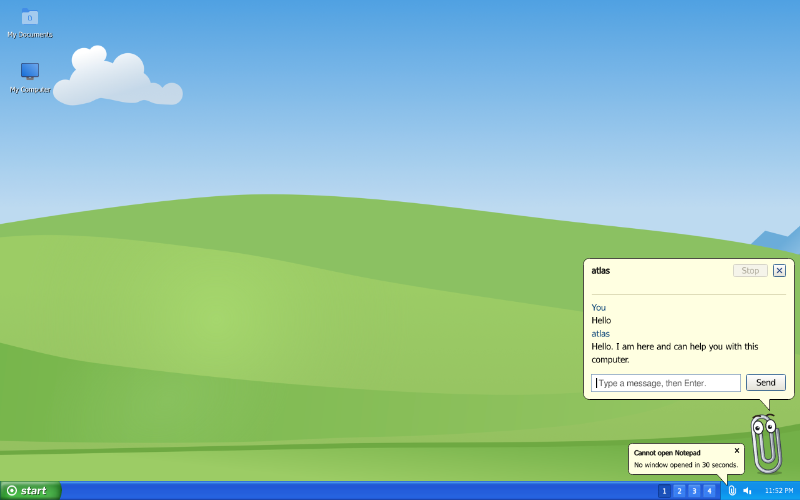 My Documents
My Computer
atlas
Stop
You
Hello
atlas
Hello. I am here and can help you with this
computer.
Type a message, then Enter.
Send
Cannot open Notepad
No window opened in 30 seconds.
start
1 2 3 4
11:52 PM